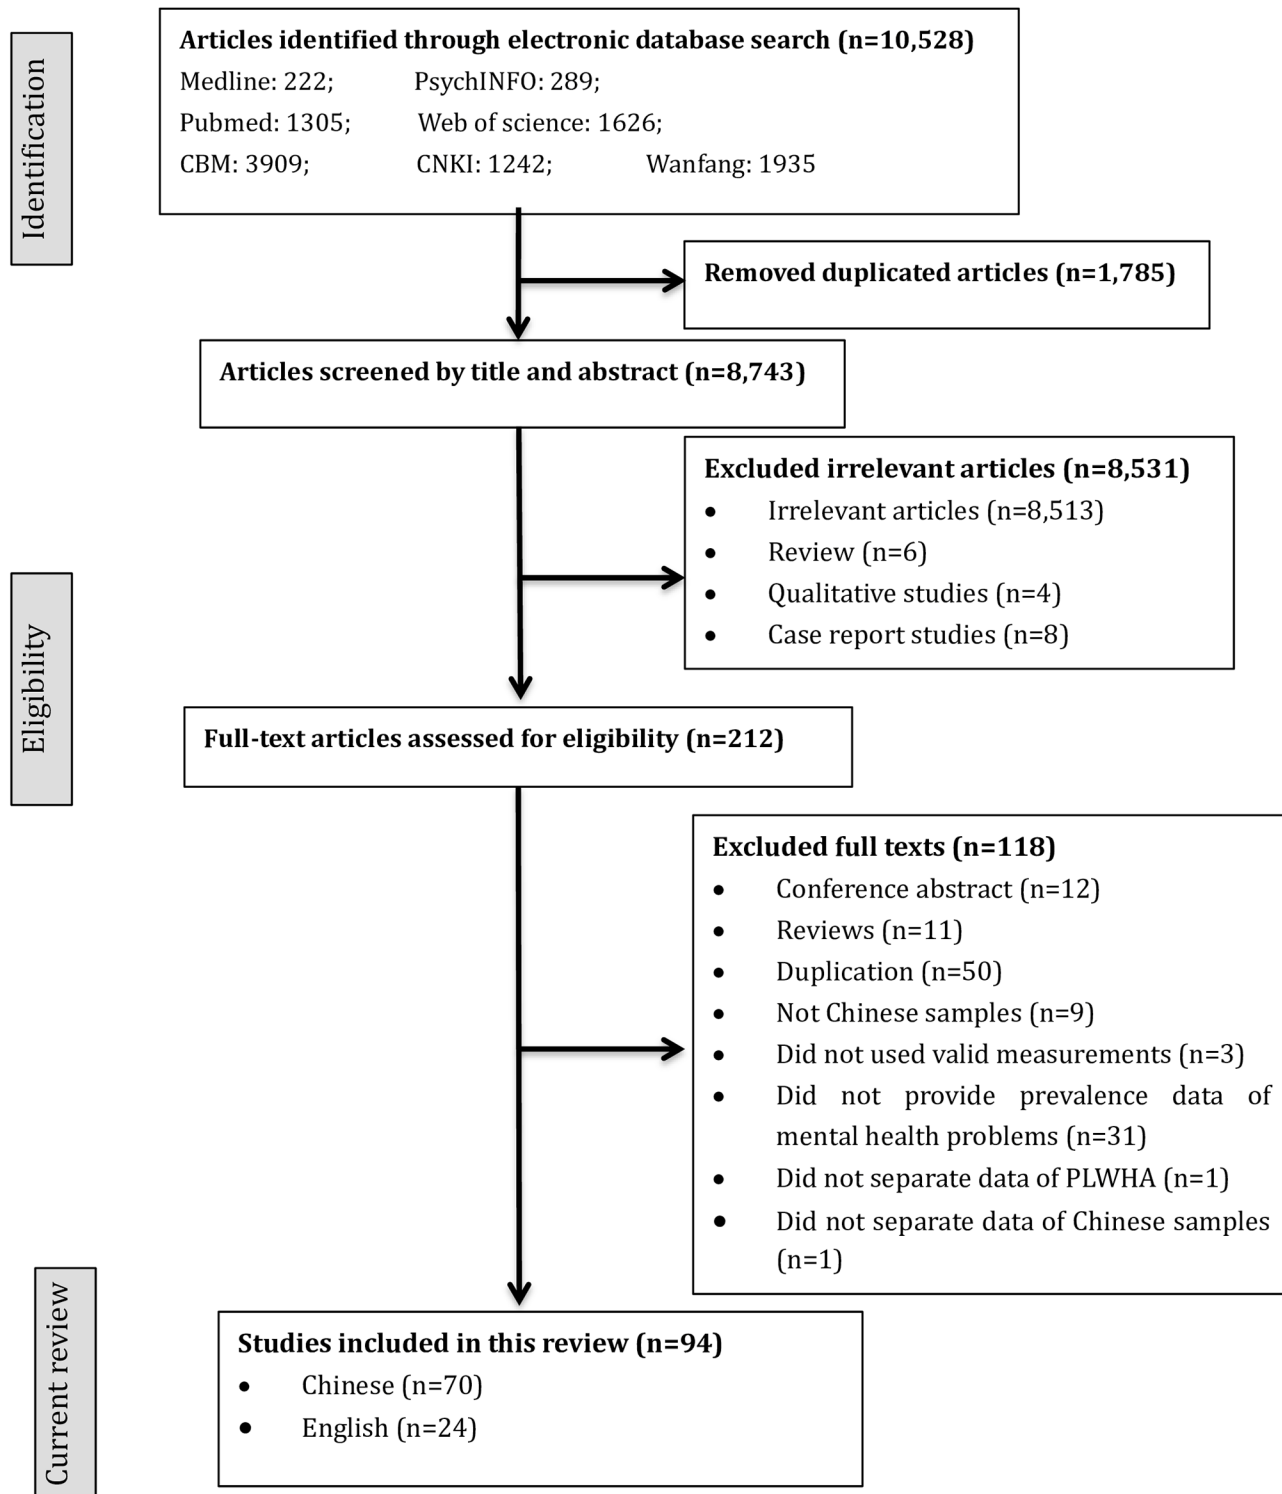 Identification
Articles identified through electronic database search (n=10,528)
Medline: 222; PsychINFO: 289;
Pubmed: 1305; Web of science: 1626;
CBM: 3909; CNKI: 1242; Wanfang: 1935
Removed duplicated articles (n=1,785)
Articles screened by title and abstract (n=8,743)
Excluded irrelevant articles (n=8,531)
• Irrelevant articles (n=8,513)
• Review (n=6)
• Qualitative studies (n=4)
• Case report studies (n=8)
Eligibility
Full-text articles assessed for eligibility (n=212)
Excluded full texts (n=118)
• Conference abstract (n=12)
• Reviews (n=11)
• Duplication (n=50)
• Not Chinese samples (n=9)
• Did not used valid measurements (n=3)
• Did not provide prevalence data of
mental health problems (n=31)
• Did not separate data of PLWHA (n=1)
• Did not separate data of Chinese samples
(n=1)
Current review
Studies included in this review (n=94)
• Chinese (n=70)
• English (n=24)